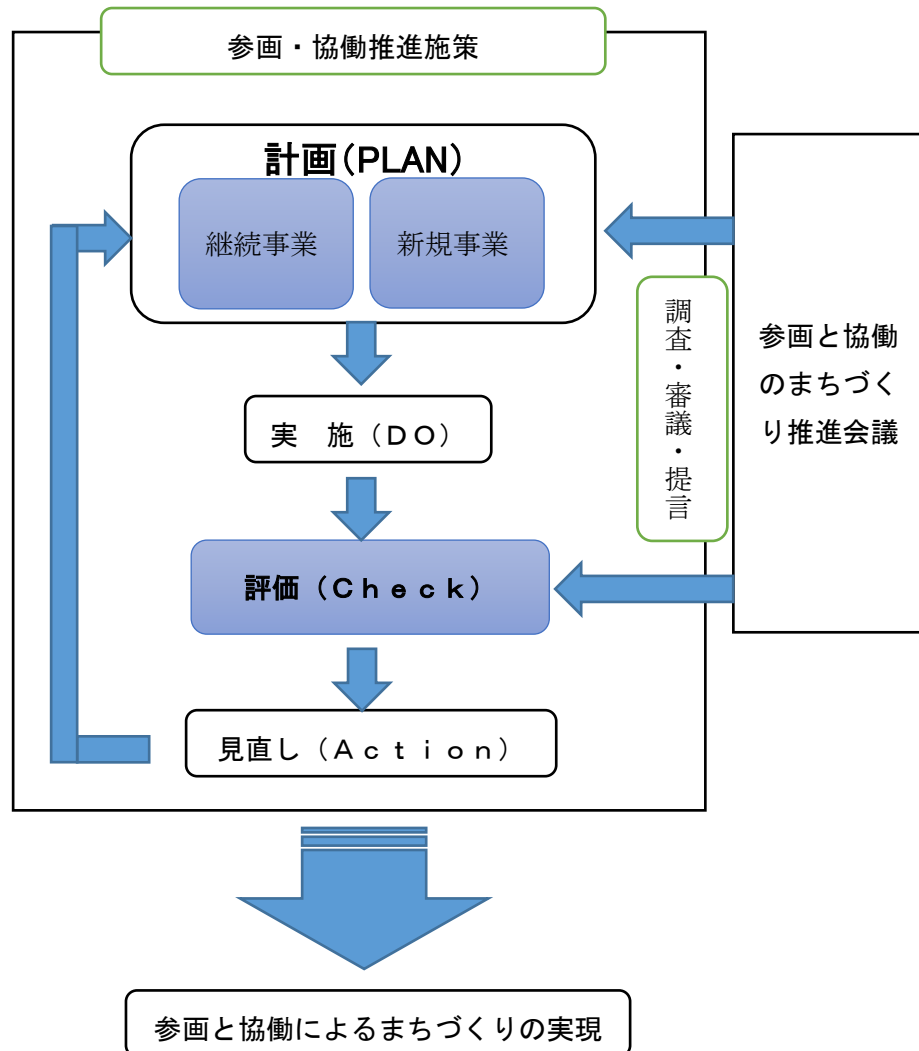 参画・協働推進施策
計画(PLAN)
継続事業
新規事業
実　施（ＤＯ）
評価（Ｃｈｅｃｋ）
見直し（Ａｃｔｉｏｎ）
調査・審議・提言
参画と協働
のまちづく
り推進会議
参画と協働によるまちづくりの実現